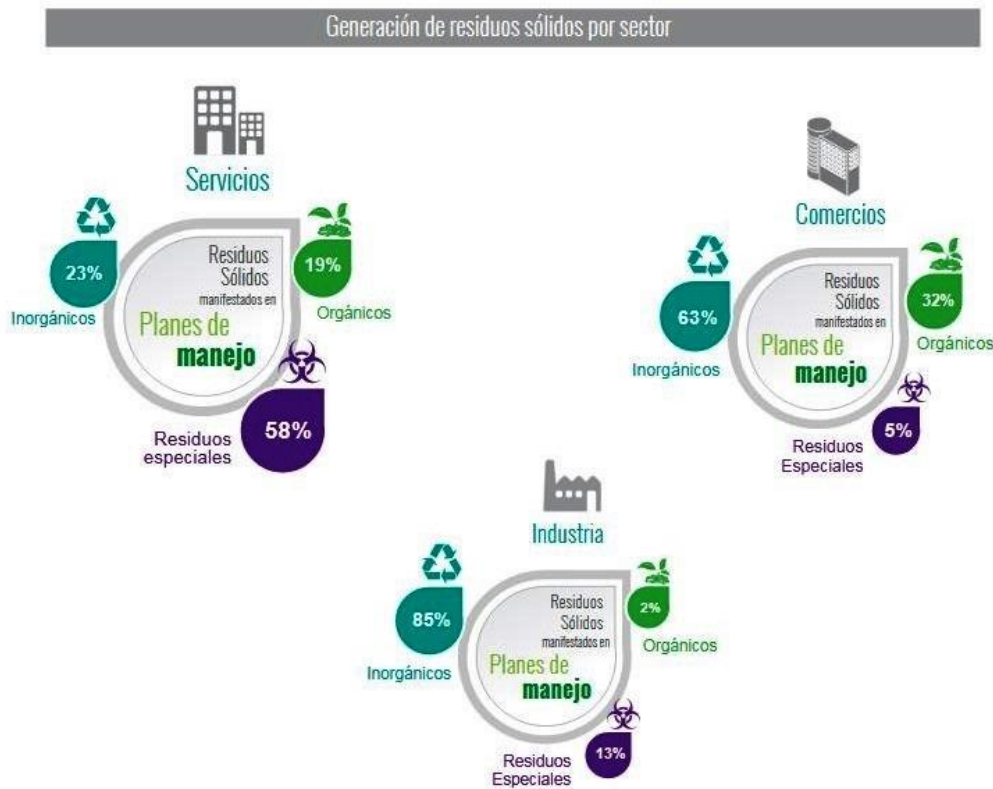 Generación de residuos sólidos por sector
Servicios
23%
Inorgánicos
Residuos
Sólidos
manifestados en
Planes de
manejo
19%
Orgánicos
58%
Residuos
especiales
Comercios
63%
Inorgánicos
Residuos
Sólidos
manifestados en
Planes de
manejo
32%
Orgánicos
5%
Residuos
Especiales
Industria
85%
Inorgánicos
Residuos
Sólidos
manifestados en
Planes de
manejo
2%
Orgánicos
13%
Residuos
Especiales